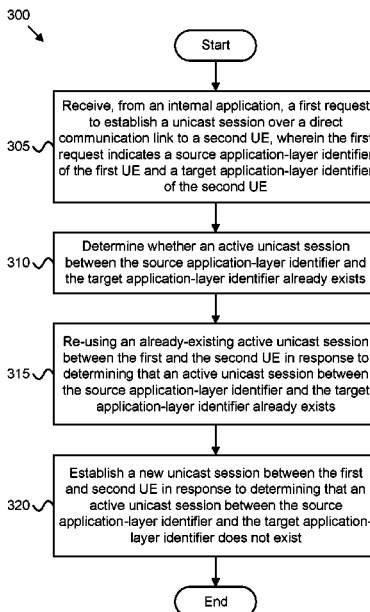 300
Start
305
Receive, from an internal application, a first request
to establish a unicast session over a direct
communication link to a second UE, wherein the first
request indicates a source application-layer identifier
of the first UE and a target application-layer identifier
of the second UE
310
Determine whether an active unicast session
between the source application-layer identifier and
the target application-layer identifier already exists
315
Re-using an already-existing active unicast session
between the first and the second UE in response to
determining that an active unicast session between
the source application-layer identifier and the target
application-layer identifier already exists
320
Establish a new unicast session between the first
and second UE in response to determining that an
active unicast session between the source
application-layer identifier and the target application-
layer identifier does not exist
End